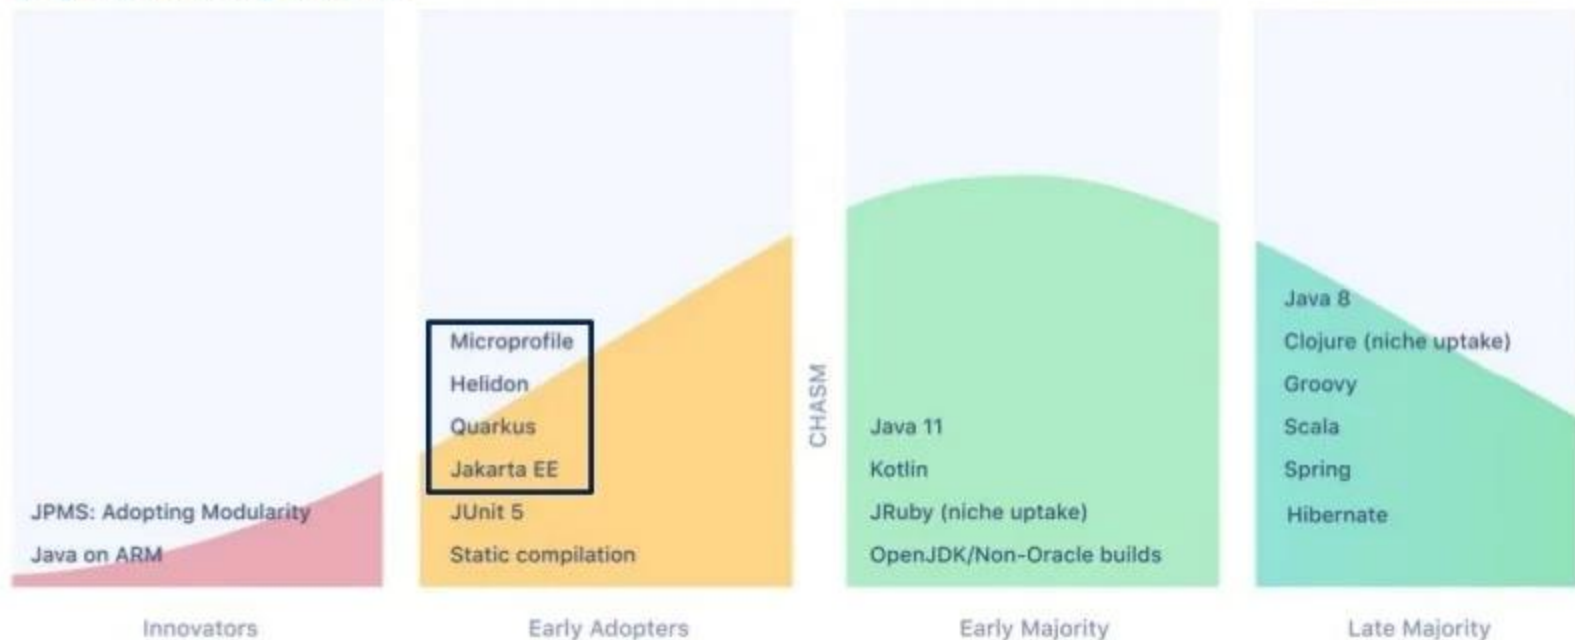 JPMS: Adopting Modularity
Java on ARM
Innovators
Microprofile
Helidon
Quarkus
Jakarta EE
JUnit 5
Static compilation
Early Adopters
CHASM
Java 11
Kotlin
JRuby (niche uptake)
OpenJDK/Non-Oracle builds
Early Majority
Java 8
Clojure (niche uptake)
Groovy
Scala
Spring
Hibernate
Late Majority